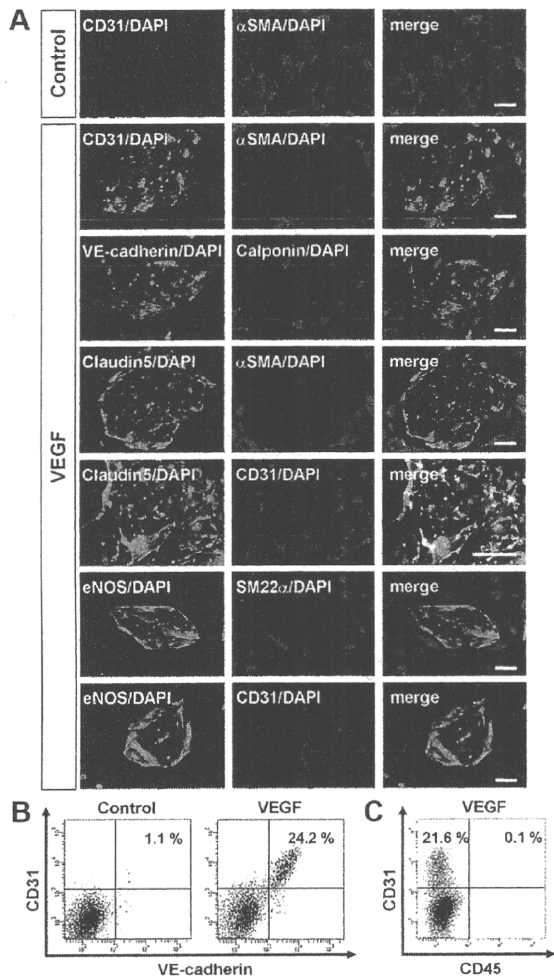 A
Control
CD31/DAPI αSMA/DAPI merge
VEGF
CD31/DAPI αSMA/DAPI merge
VE-cadherin/DAPI Calponin/DAPI merge
Claudin5/DAPI αSMA/DAPI merge
Claudin5/DAPI CD31/DAPI merge
eNOS/DAPI SM22α/DAPI merge
eNOS/DAPI CD31/DAPI merge
B Control VEGF
1.1 % 24.2 %
CD31
VE-cadherin
C VEGF
21.6 % 0.1 %
CD31
CD45